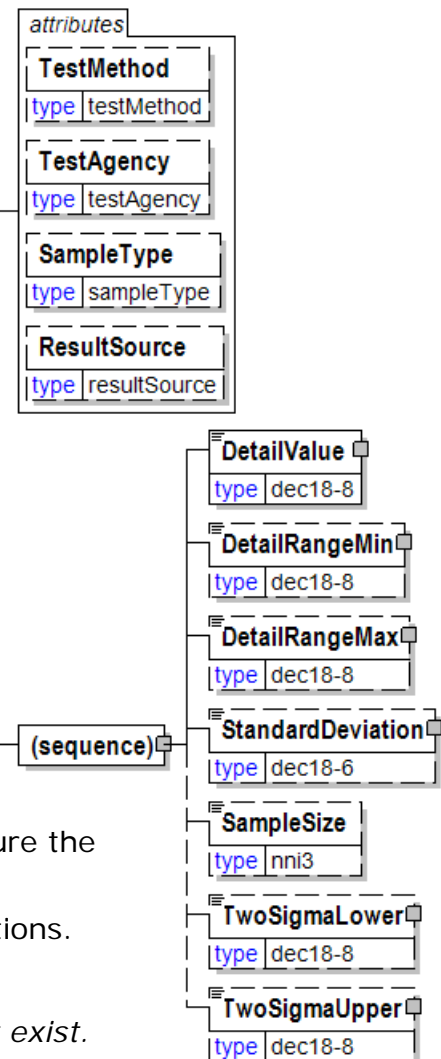 attributes
TestMethod
type testMethod
TestAgency
type testAgency
SampleType
type sampleType
ResultSource
type resultSource
(sequence)
DetailValue
type dec18-8
DetailRangeMin
type dec18-8
DetailRangeMax
type dec18-8
StandardDeviation
type dec18-6
SampleSize
type nni3
TwoSigmaLower
type dec18-8
TwoSigmaUpper
type dec18-8
the
exist.